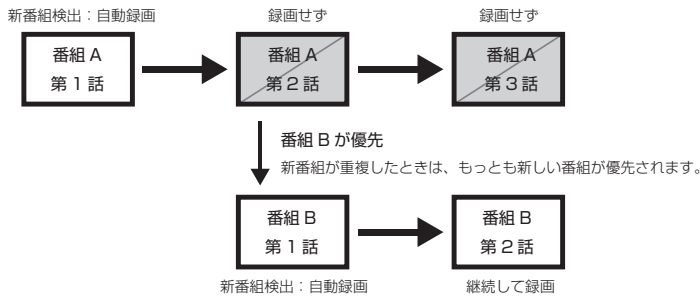 新番組検出：自動録画
録画せず
録画せず
番組 A
第 1 話
番組 A
第 2 話
番組 A
第 3 話
番組 B が優先
新番組が重複したときは、もっとも新しい番組が優先されます。
番組 B
第 1 話
番組 B
第 2 話
新番組検出：自動録画
継続して録画